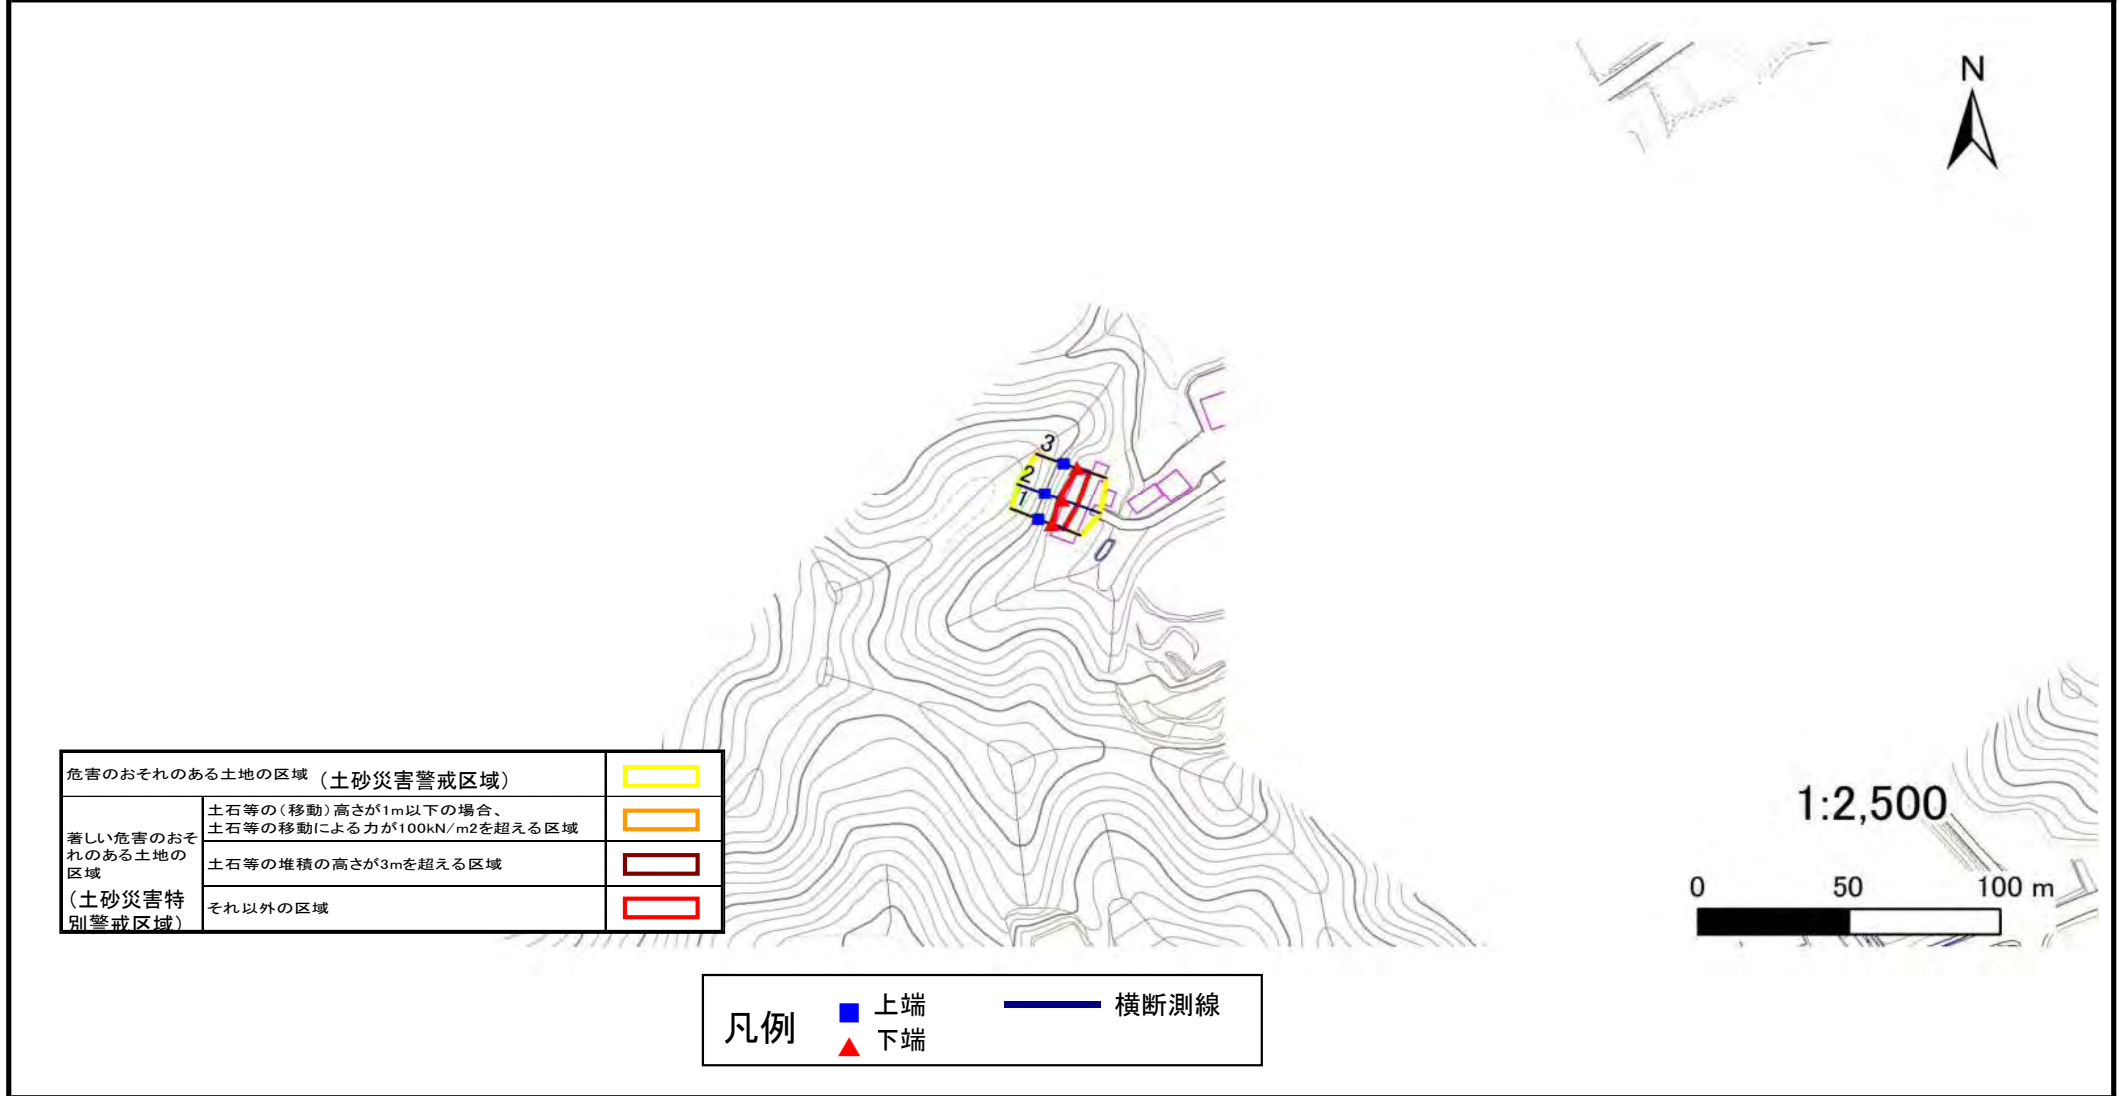 N
3
2
1
危害のおそれのある土地の区域 (土砂災害警戒区域)
著しい危害のおそ
れのある土地の
区域
(土砂災害特
別警戒区域)
土石等の(移動)高さが1m以下の場合、
土石等の移動による力が100kN/m2を超える区域
土石等の堆積の高さが3mを超える区域
それ以外の区域
1:2,500
0 50 100 m
凡例
上端
下端
横断測線